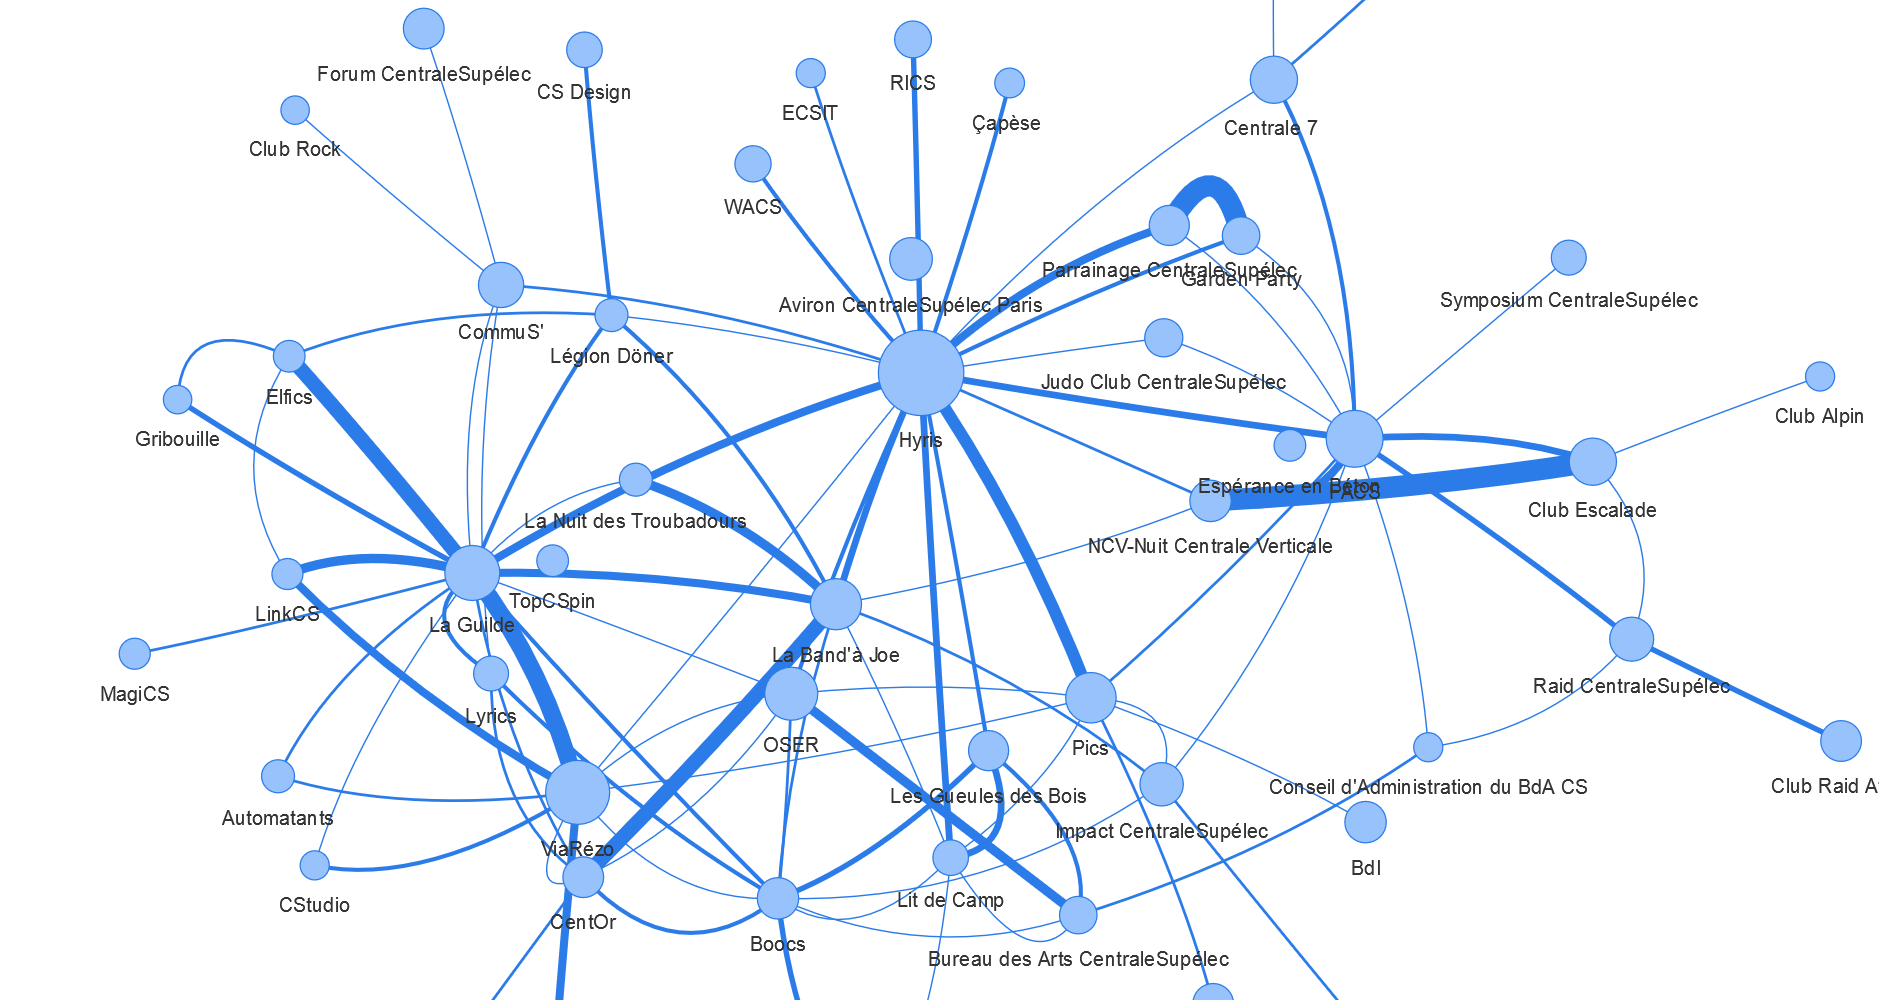 Forum CentraleSupélec
CS Design
RICS
ECSIT
Çapèse
Centrale 7
Club Rock
WACS
Parrainage CentraleSupélec
Garden Party
Symposium CentraleSupélec
Aviron CentraleSupélec Paris
CommuS'
Légion Döner
Judo Club CentraleSupélec
Elfics
Club Alpin
Gribouille
Hyris
Espérance en Béton
PACS
Club Escalade
La Nuit des Troubadours
NCV-Nuit Centrale Verticale
TopCSpin
LinkCS
La Guilde
La Band'à Joe
MagiCS
Raid CentraleSupélec
Lyrics
OSER
Pics
Conseil d'Administration du BdA CS
Club Raid A
Les Gueules des Bois
Automatants
Impact CentraleSupélec
ViaRézo
BdI
CStudio
Lit de Camp
CentOr
Boocs
Bureau des Arts CentraleSupélec